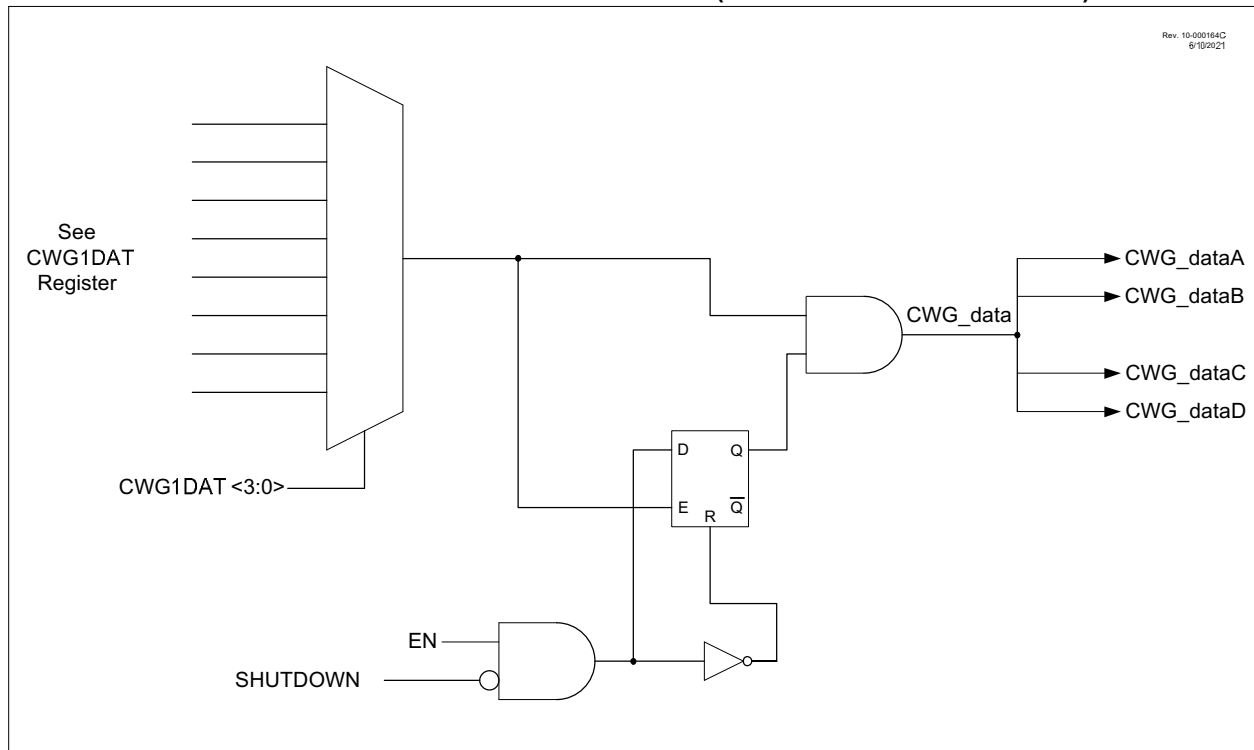 Rev. 10-000164C
6/10/2021
See
CWG1DAT
Register
CWG1DAT <3:0>
CWG_data
CWG_dataA
CWG_dataB
CWG_dataC
CWG_dataD
D
Q
E
Q̅
R
EN
SHUTDOWN